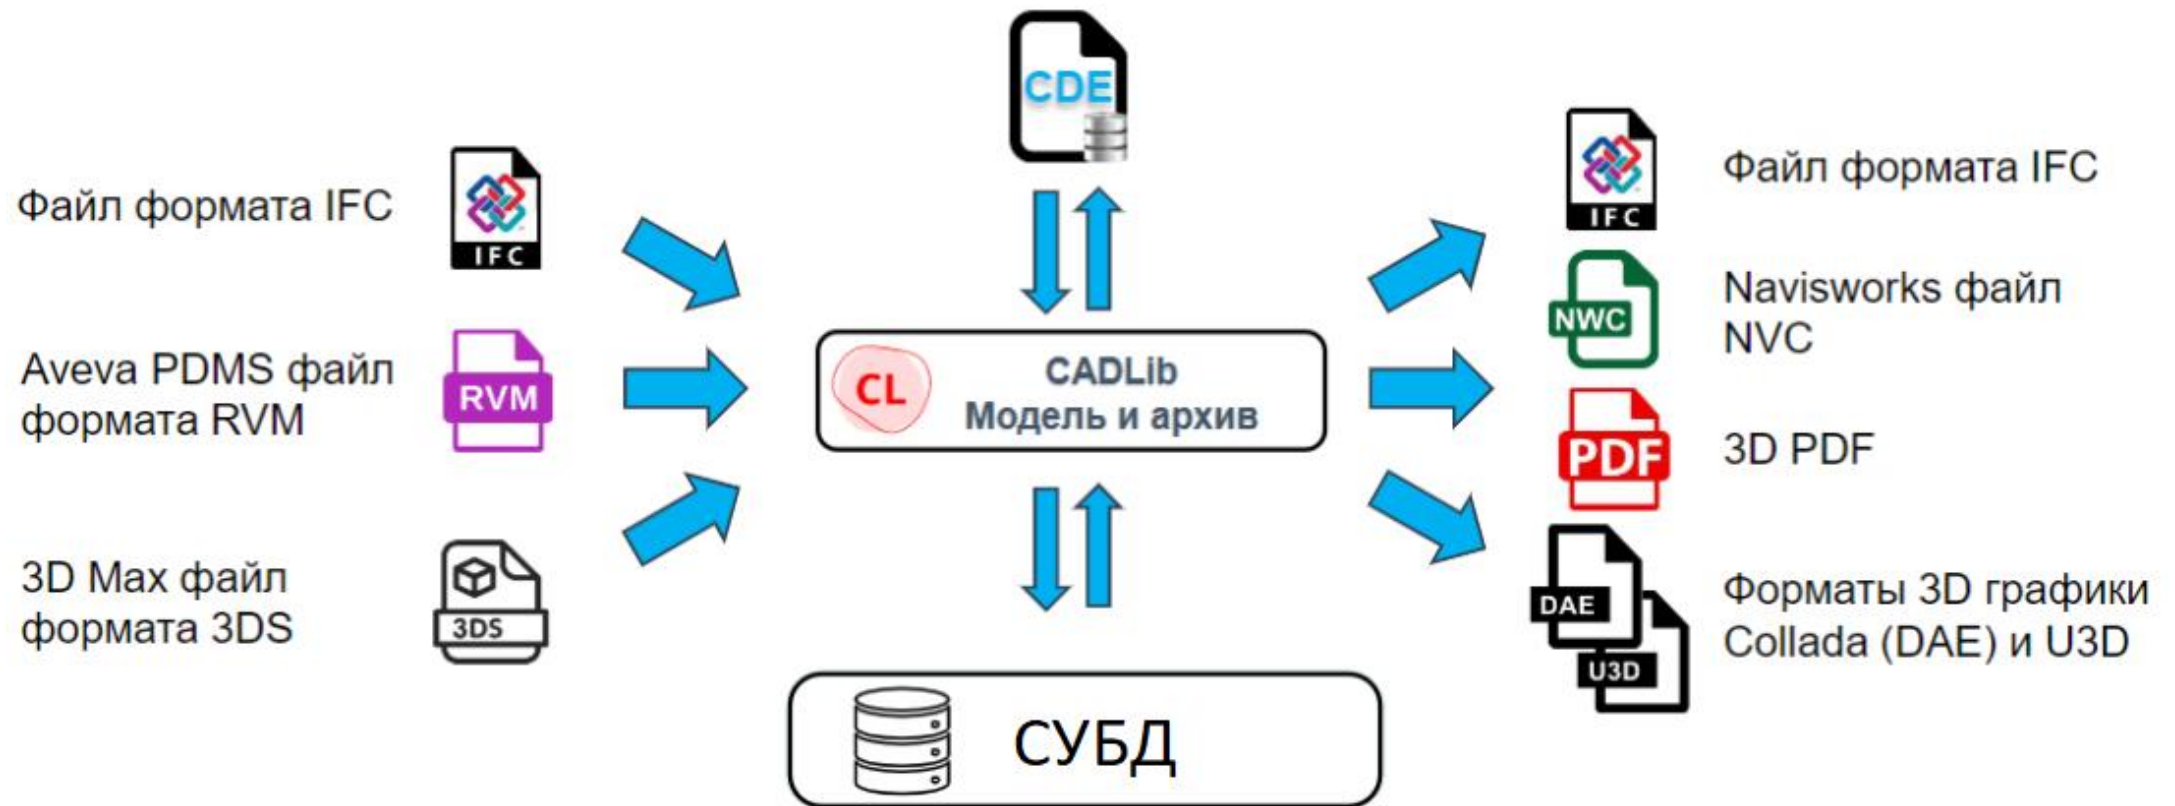 CDE
Файл формата IFC
IFC
Aveva PDMS файл
формата RVM
RVM
3D Max файл
формата 3DS
3DS
CL
CADLib
Модель и архив
СУБД
IFC
Файл формата IFC
NWC
Navisworks файл
NVC
PDF
3D PDF
DAE
U3D
Форматы 3D графики
Collada (DAE) и U3D